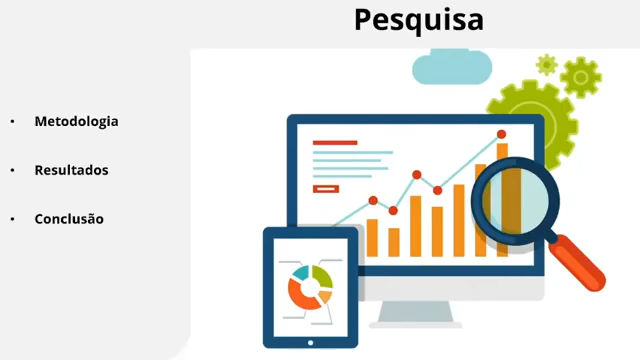 Pesquisa
• Metodologia
• Resultados
• Conclusão